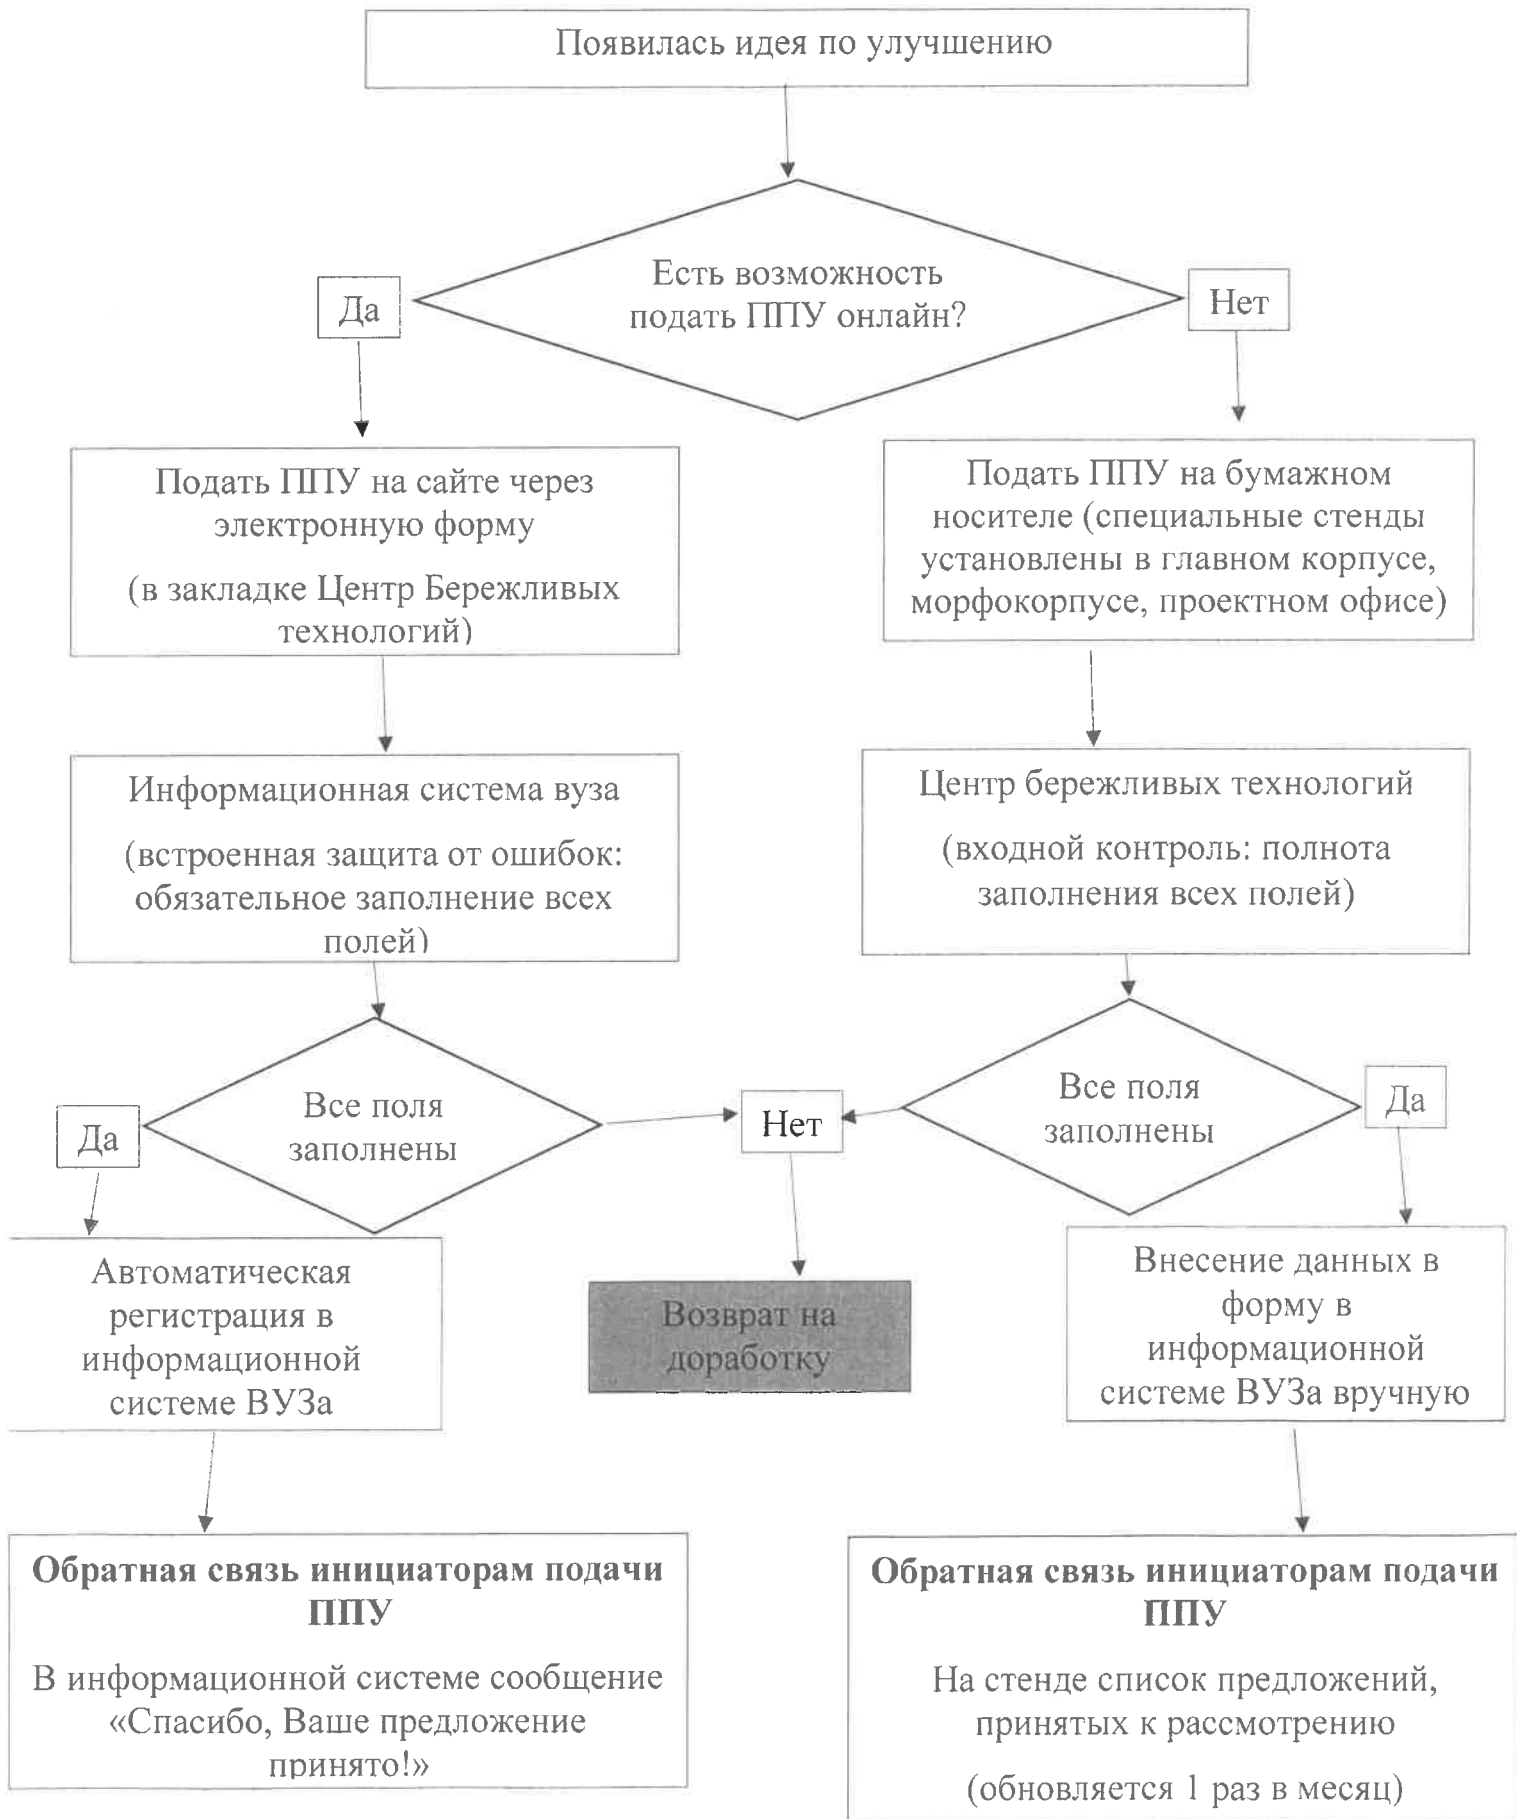 Появилась идея по улучшению
Есть возможность
подать ППУ онлайн?
Да
Нет
Подать ППУ на сайте через
электронную форму
(в закладке Центр Бережливых
технологий)
Подать ППУ на бумажном
носителе (специальные стенды
установлены в главном корпусе,
морфокорпусе, проектном офисе)
Информационная система вуза
(встроенная защита от ошибок:
обязательное заполнение всех
полей)
Центр бережливых технологий
(входной контроль: полнота
заполнения всех полей)
Все поля
заполнены
Да
Нет
Все поля
заполнены
Да
Автоматическая
регистрация в
информационной
системе ВУЗа
Возврат на
доработку
Внесение данных в
форму в
информационной
системе ВУЗа вручную
Обратная связь инициаторам подачи
ППУ
В информационной системе сообщение
«Спасибо, Ваше предложение
принято!»
Обратная связь инициаторам подачи
ППУ
На стенде список предложений,
принятых к рассмотрению
(обновляется 1 раз в месяц)